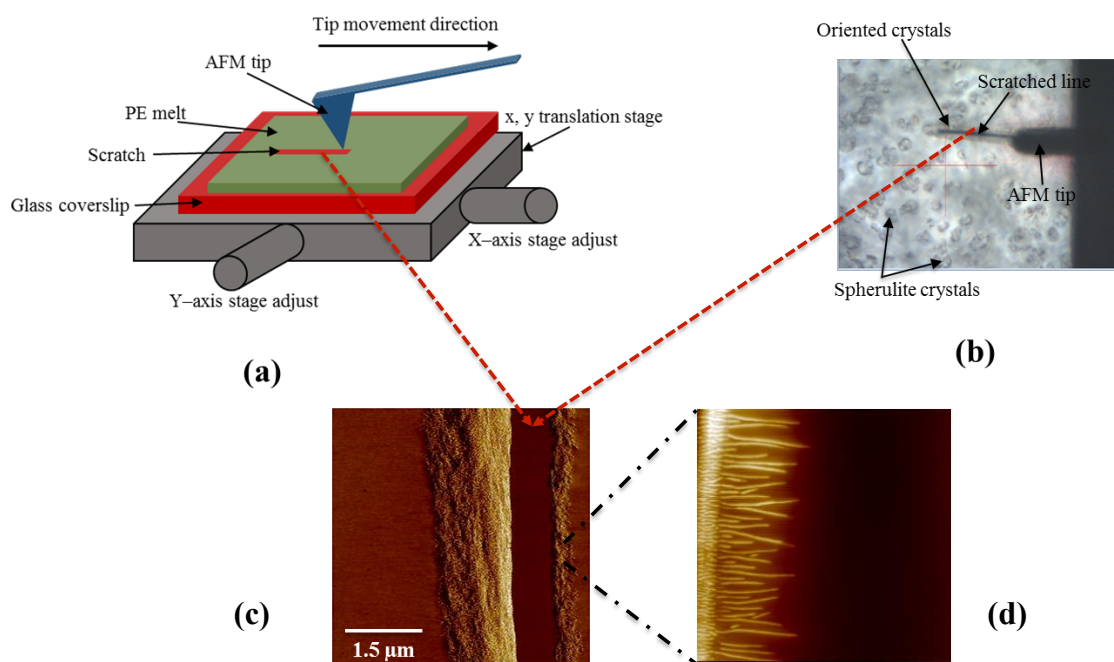 Tip movement direction
AFM tip
PE melt
Scratch
Glass coverslip
x, y translation stage
X–axis stage adjust
Y–axis stage adjust
(a)
Oriented crystals
Scratched line
AFM tip
Spherulite crystals
(b)
(c)
1.5 μm
(d)